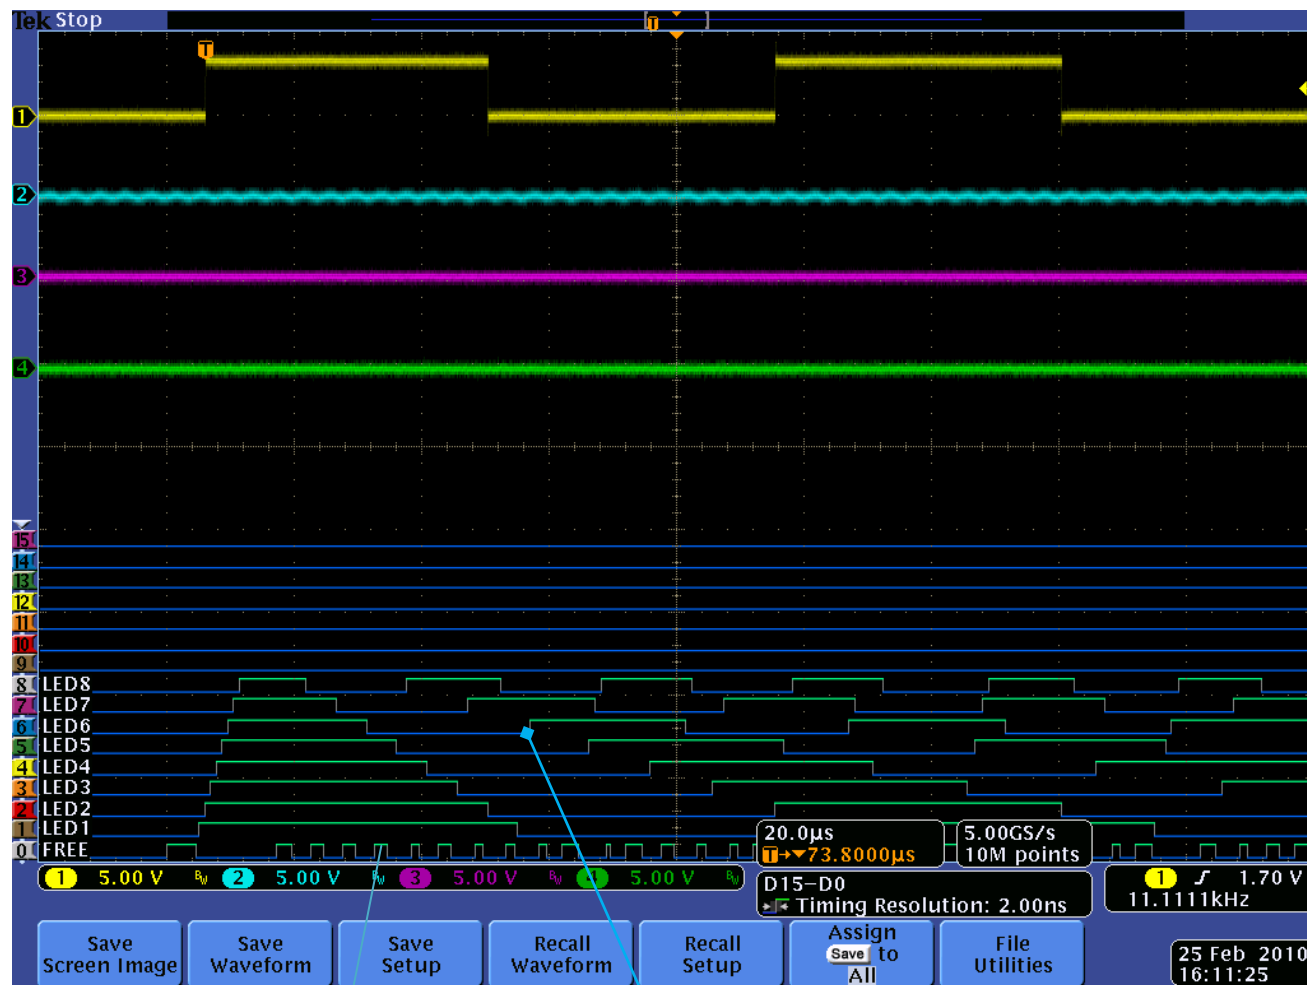 Tek Stop
T
T
1
2
3
4
15
14
13
12
11
10
9
8 LED8
7 LED7
6 LED6
5 LED5
4 LED4
3 LED3
2 LED2
1 LED1
0 FREE
20.0µs
T→▼73.8000µs
5.00GS/s
10M points
1 5.00 V BW 2 5.00 V BW 3 5.00 V BW 4 5.00 V BW
D15-D0
Timing Resolution: 2.00ns
1 1.70 V
11.1111kHz
Save
Screen Image
Save
Waveform
Save
Setup
Recall
Waveform
Recall
Setup
Assign
Save to
All
File
Utilities
25 Feb 2010
16:11:25